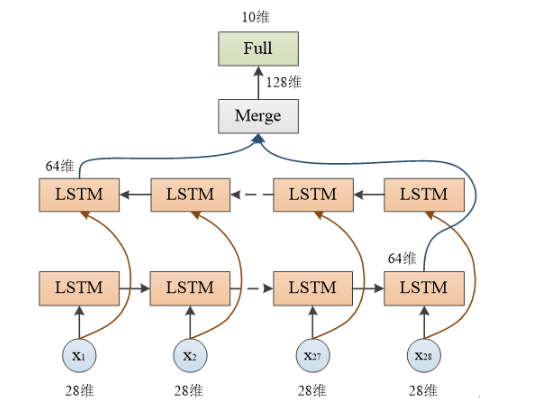 10维
Full
128维
Merge
64维
LSTM LSTM LSTM LSTM
64维
LSTM LSTM LSTM LSTM
x1 x2 x27 x28
28维 28维 28维 28维